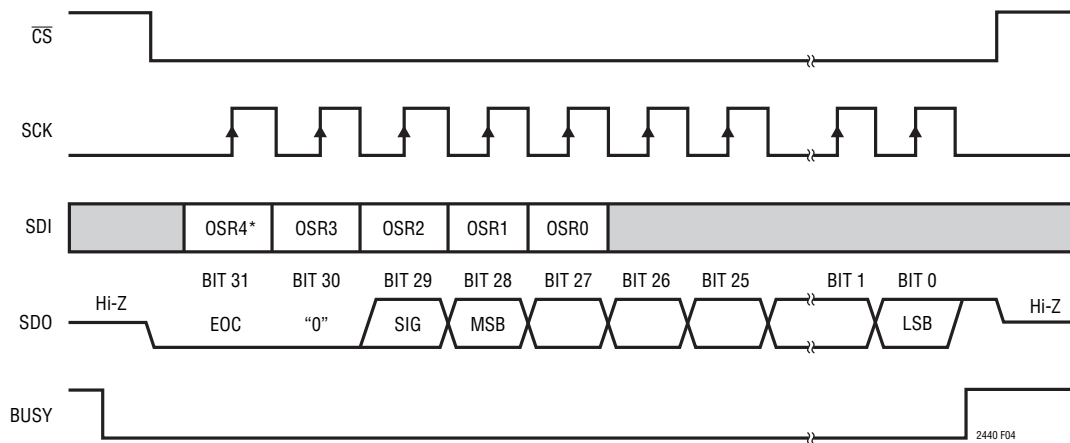 CS
SCK
SDI OSR4* OSR3 OSR2 OSR1 OSR0
BIT 31 BIT 30 BIT 29 BIT 28 BIT 27 BIT 26 BIT 25 BIT 1 BIT 0
Hi-Z Hi-Z
SDO EOC “0” SIG MSB LSB
BUSY
2440 F04